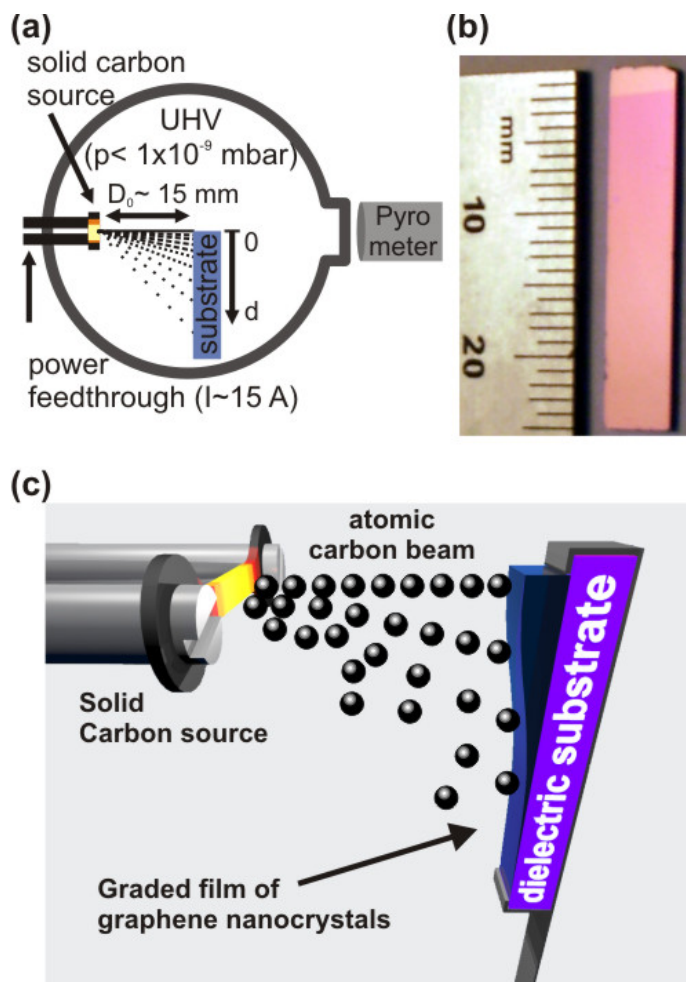 (a)
solid carbon
source
UHV
(p< 1x10⁻⁹ mbar)
D₀~ 15 mm
0
substrate
d
Pyro
meter
power
feedthrough (I~15 A)
(b)
mm
10
20
(c)
atomic
carbon beam
Solid
Carbon source
dielectric substrate
Graded film of
graphene nanocrystals